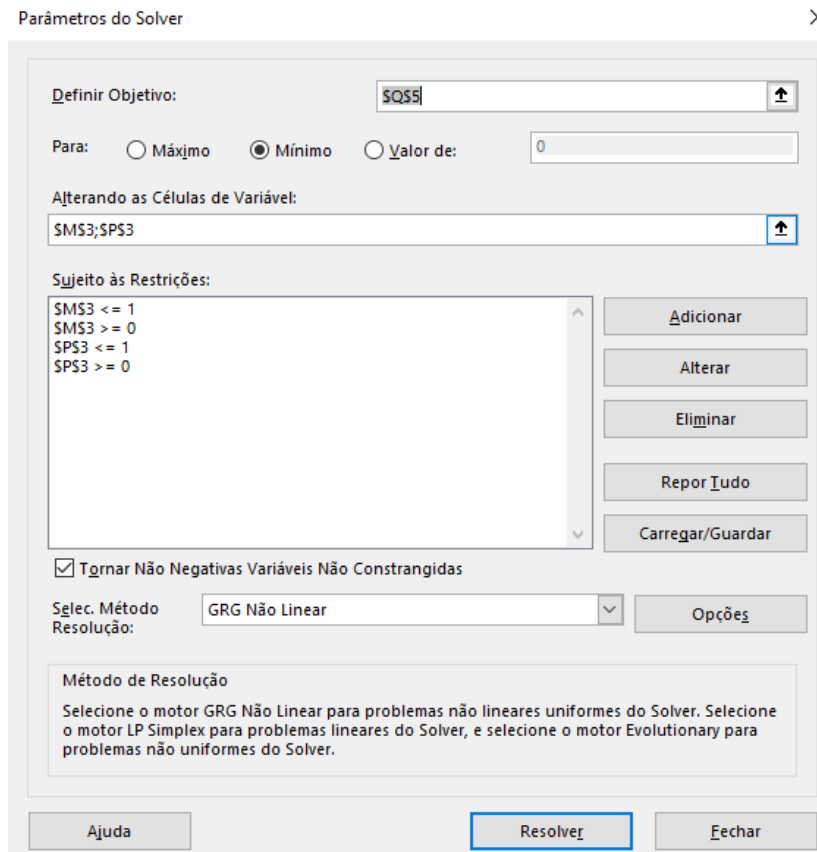 Parâmetros do Solver
Definir Objetivo:
$Q$5
Para:
Máximo
Mínimo
Valor de:
0
Alterando as Células de Variável:
$M$3;$P$3
Sujeito às Restrições:
$M$3 <= 1
$M$3 >= 0
$P$3 <= 1
$P$3 >= 0
Adicionar
Alterar
Eliminar
Repor Tudo
Carregar/Guardar
Tornar Não Negativas Variáveis Não Constrangidas
Selec. Método
Resolução:
GRG Não Linear
Opções
Método de Resolução
Selecione o motor GRG Não Linear para problemas não lineares uniformes do Solver. Selecione
o motor LP Simplex para problemas lineares do Solver, e selecione o motor Evolutionary para
problemas não uniformes do Solver.
Ajuda
Resolver
Fechar